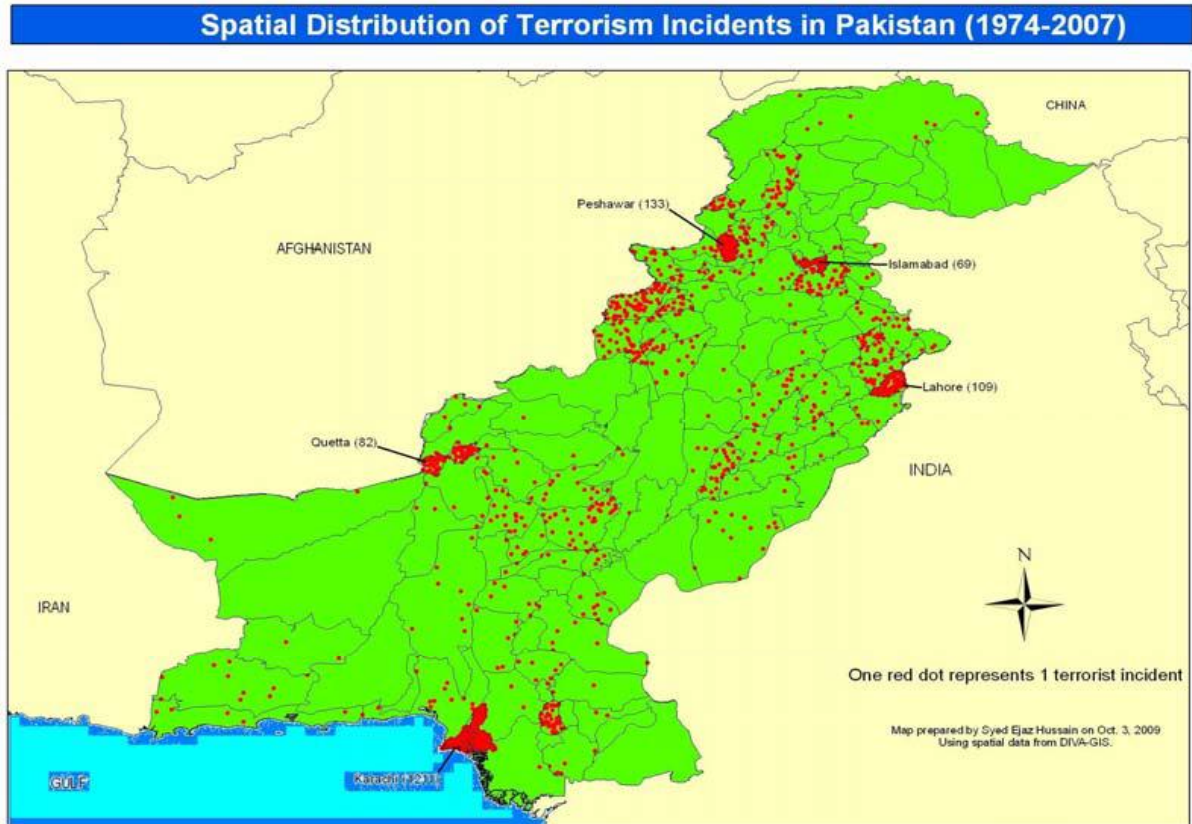 Spatial Distribution of Terrorism Incidents in Pakistan (1974-2007)
CHINA
Peshawar (133)
AFGHANISTAN
Islamabad (69)
Lahore (109)
Quetta (82)
INDIA
N
IRAN
One red dot represents 1 terrorist incident
Map prepared by Syed Ejaz Hussain on Oct. 3, 2009
Using spatial data from DIVA-GIS.
GULF
Karachi